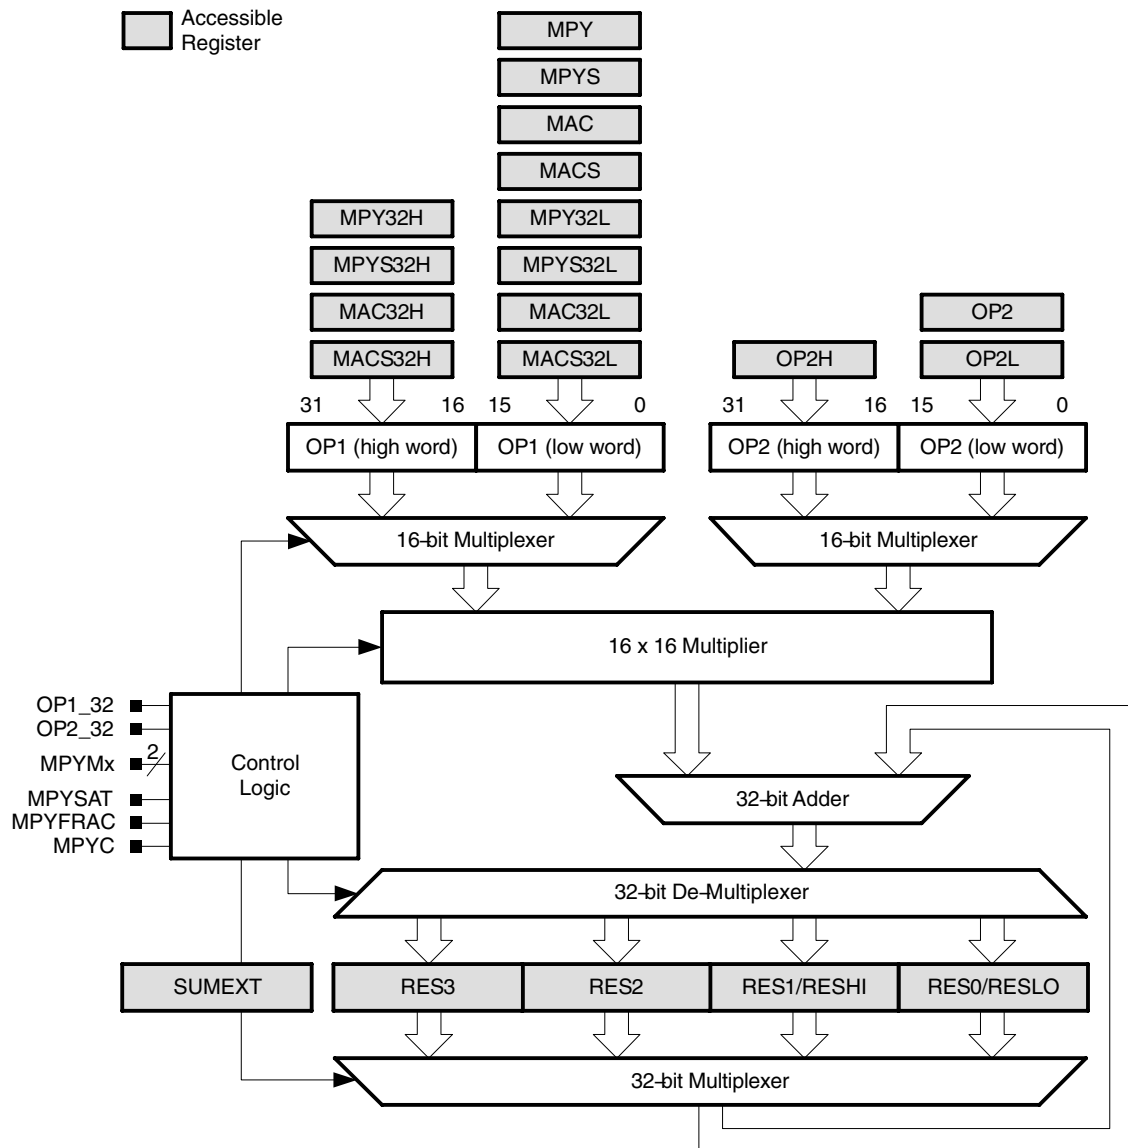 Accessible
Register
MPY
MPYS
MAC
MACS
MPY32H
MPY32L
MPYS32H
MPYS32L
MAC32H
MAC32L
OP2
MACS32H
MACS32L
OP2H
OP2L
31 16 15 0 31 16 15 0
OP1 (high word) OP1 (low word) OP2 (high word) OP2 (low word)
16-bit Multiplexer 16-bit Multiplexer
16 x 16 Multiplier
OP1_32
OP2_32
MPYMx 2
MPYSAT
MPYFRAC
MPYC
Control
Logic
32-bit Adder
32-bit De-Multiplexer
SUMEXT RES3 RES2 RES1/RESHI RES0/RESLO
32-bit Multiplexer